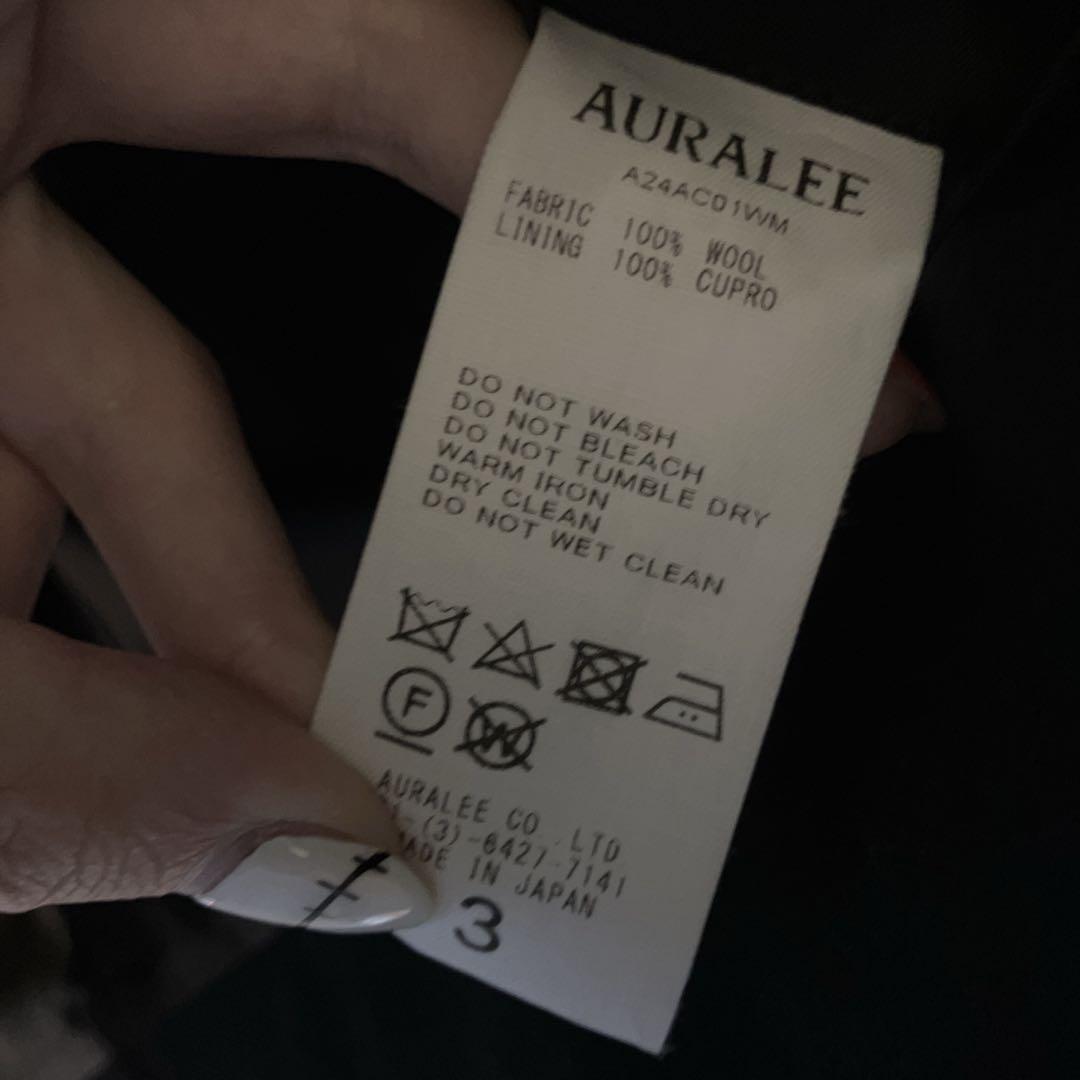 AURALEE
A24AC01WM
FABRIC 100% WOOL
LINING 100% CUPRO
DO NOT WASH
DO NOT BLEACH
DO NOT TUMBLE DRY
WARM IRON
DRY CLEAN
DO NOT WET CLEAN
F W
AURALEE CO LTD
(3)-6427-7141
MADE IN JAPAN
3